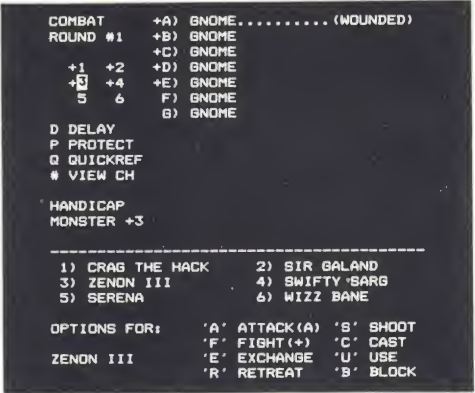 COMBAT +A) GNOME..........(WOUNDED)
ROUND #1 +B) GNOME
+C) GNOME
+1 +2 +D) GNOME
+3 +4 +E) GNOME
5 6 F) GNOME
G) GNOME
D DELAY
P PROTECT
Q QUICKREF
# VIEW CH
HANDICAP
MONSTER +3
1) CRAG THE HACK 2) SIR GALAND
3) ZENON III 4) SWIFTY SARG
5) SERENA 6) WIZZ BANE
OPTIONS FOR: 'A' ATTACK(A) 'S' SHOOT
'F' FIGHT(+) 'C' CAST
ZENON III 'E' EXCHANGE 'U' USE
'R' RETREAT 'B' BLOCK